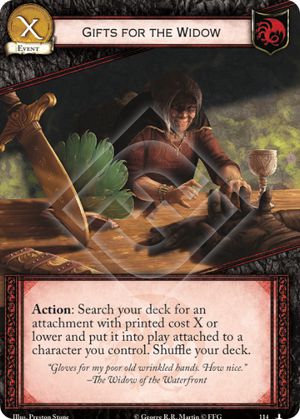 GIFTS FOR THE WIDOW
X
EVENT
Action: Search your deck for an
attachment with printed cost X or
lower and put it into play attached to a
character you control. Shuffle your deck.
"Gloves for my poor old wrinkled hands. How nice."
–The Widow of the Waterfront
Illus. Preston Stone
© George R.R. Martin © FFG
114